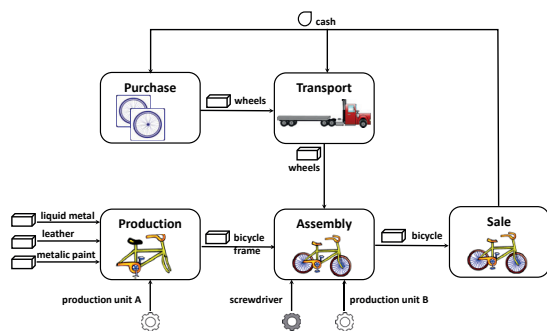 cash
Purchase
wheels
Transport
wheels
liquid metal
leather
metalic paint
Production
bicycle
frame
Assembly
bicycle
Sale
production unit A
screwdriver
production unit B